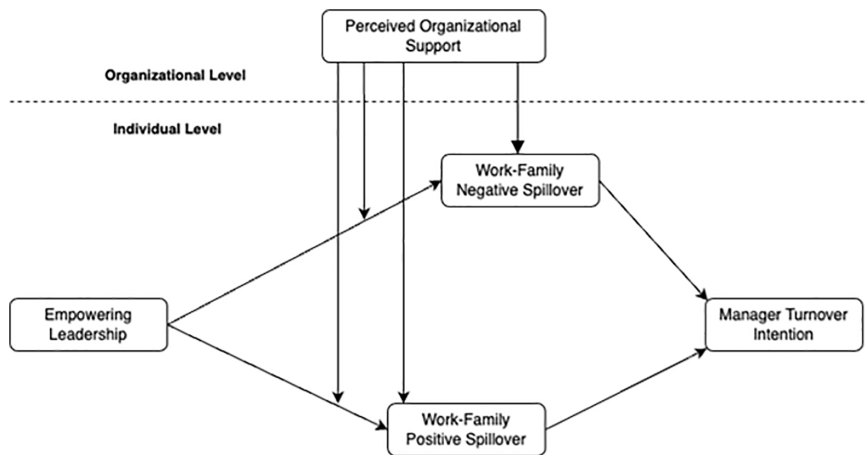 Perceived Organizational
Support
Organizational Level
Individual Level
Work-Family
Negative Spillover
Empowering
Leadership
Manager Turnover
Intention
Work-Family
Positive Spillover